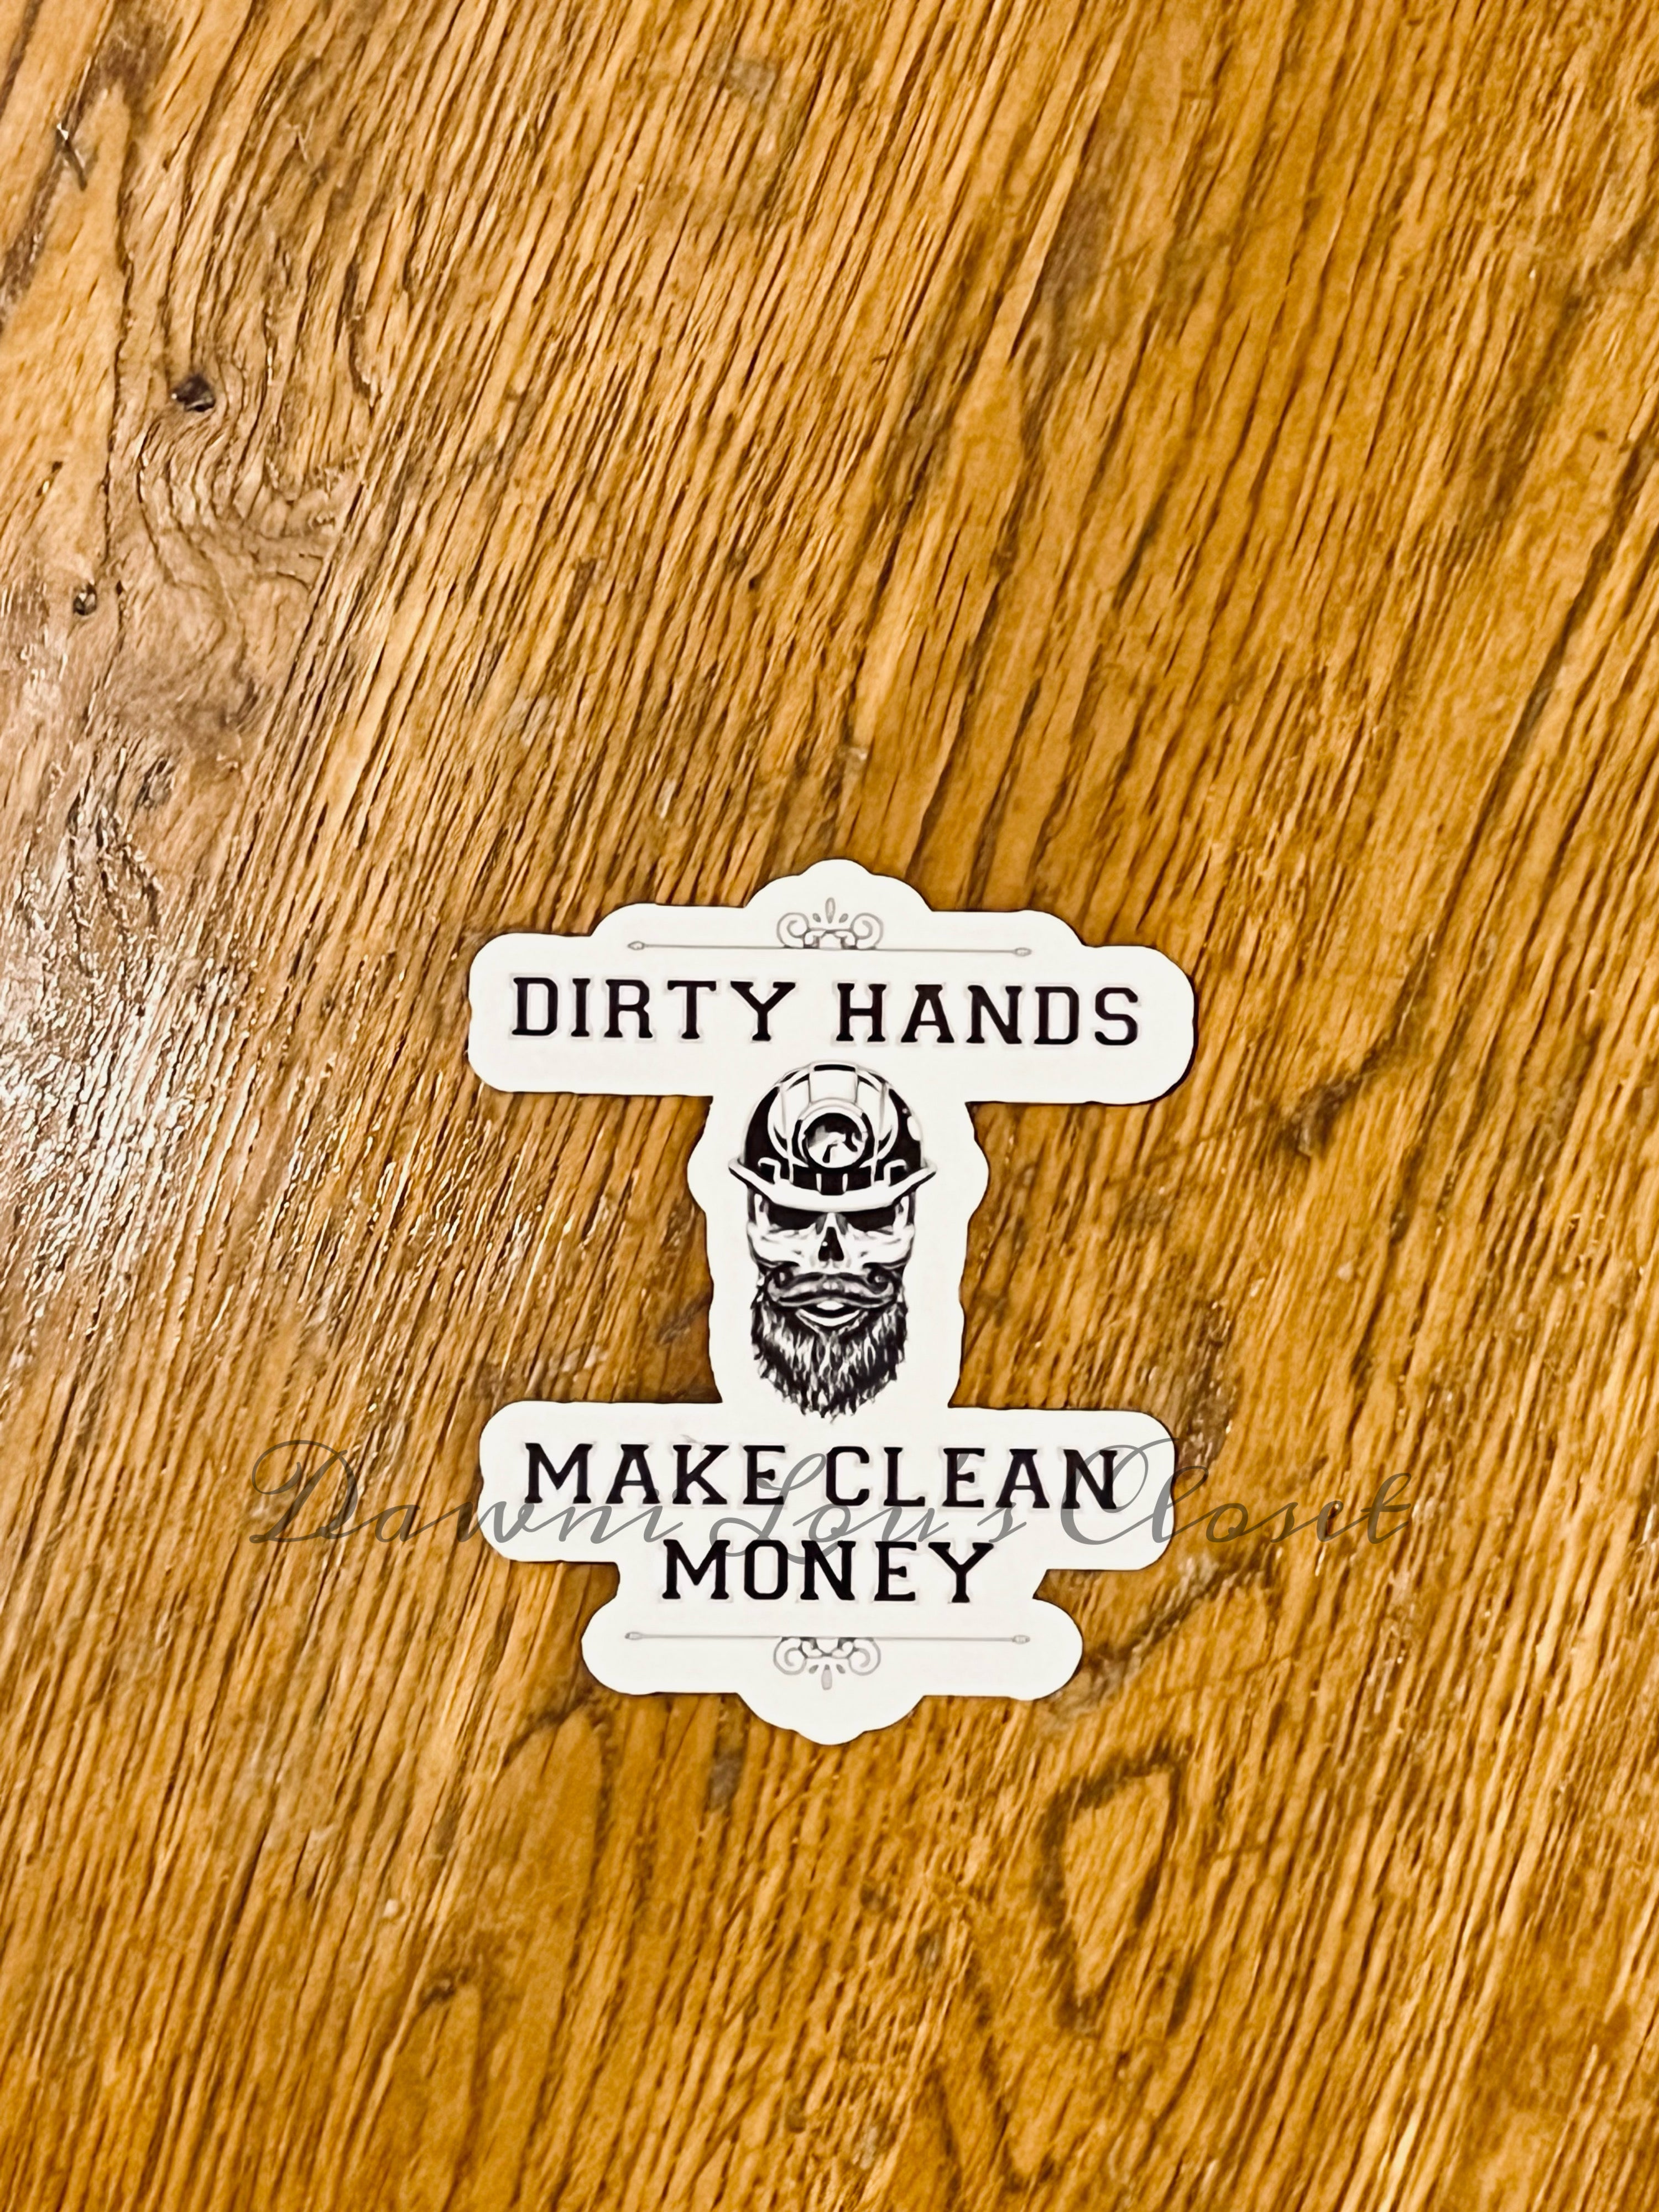 DIRTY HANDS
MAKE CLEAN
Dawni Lou's Closet
MONEY